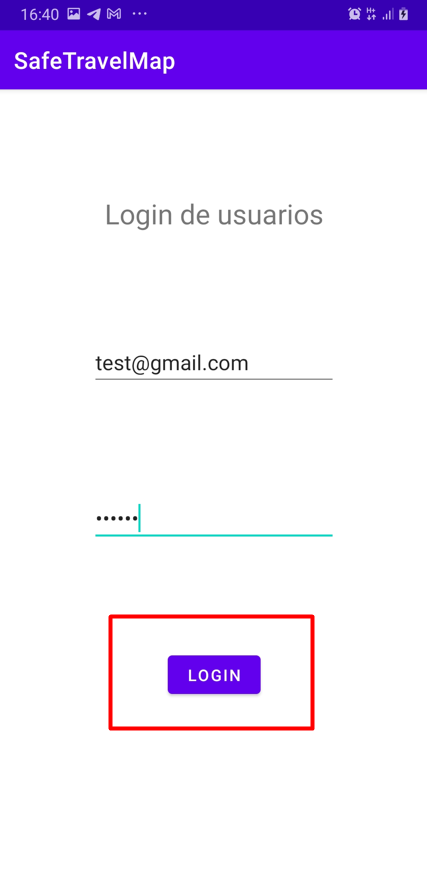 16:40
SafeTravelMap
Login de usuarios
test@gmail.com
••••••
LOGIN